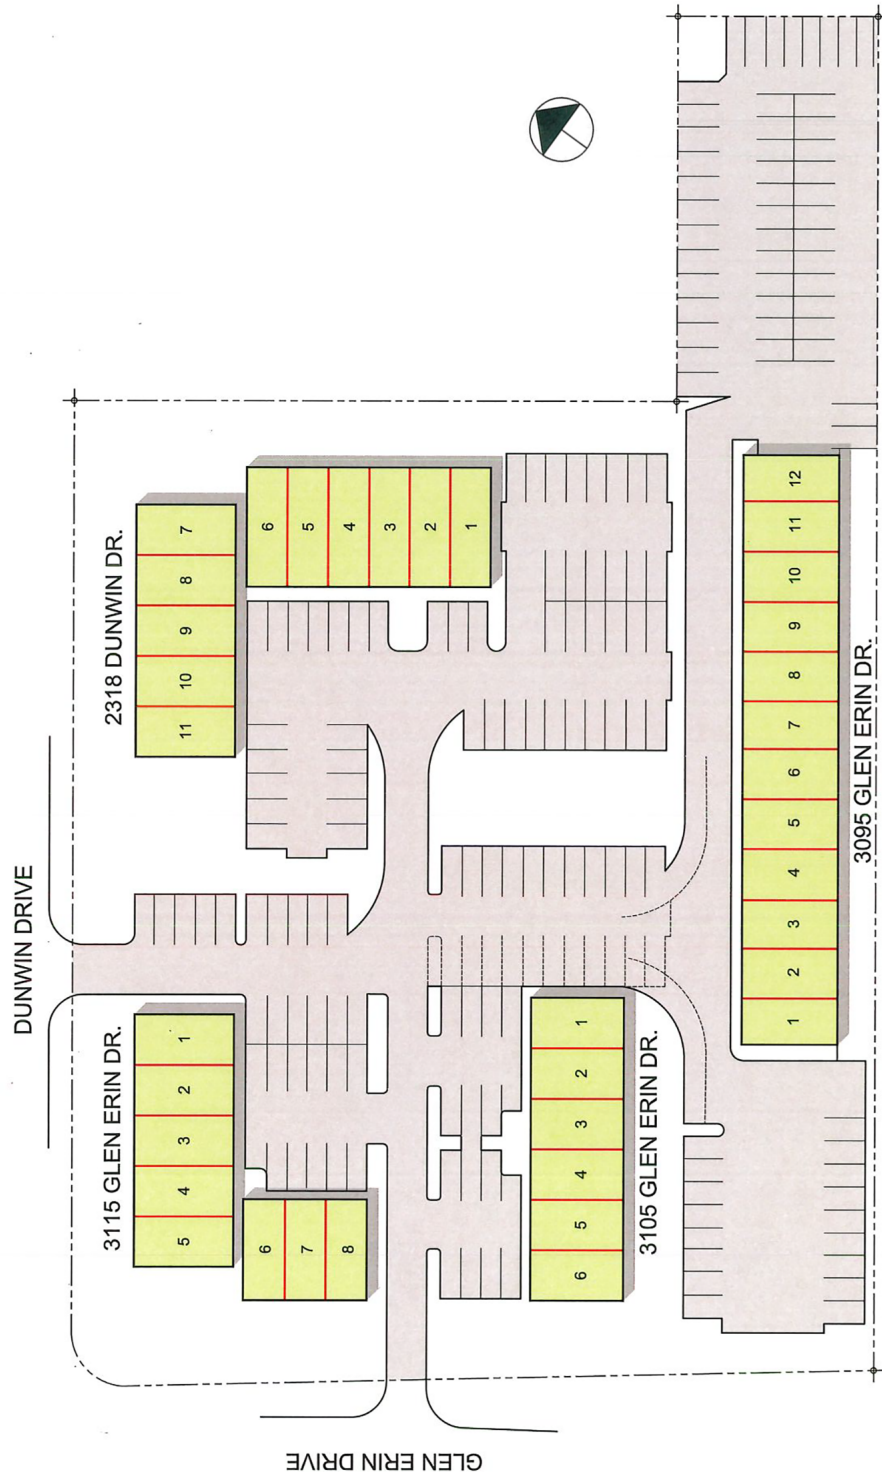 DUNWIN DRIVE
3115 GLEN ERIN DR.
5 4 3 2 1
6
7
8
2318 DUNWIN DR.
11 10 9 8 7
6
5
4
3
2
1
GLEN ERIN DRIVE
6 5 4 3 2 1
3105 GLEN ERIN DR.
1 2 3 4 5 6 7 8 9 10 11 12
3095 GLEN ERIN DR.